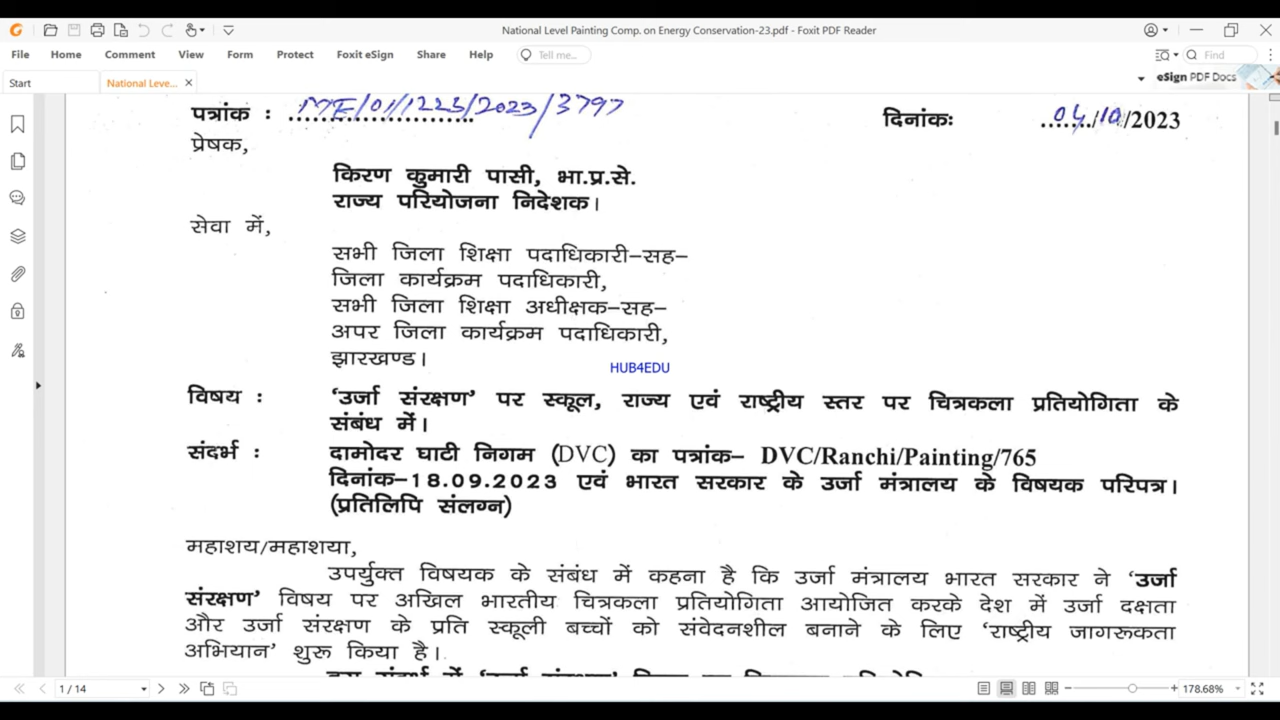 National Level Painting Comp. on Energy Conservation-23.pdf - Foxit PDF Reader
File Home Comment View Form Protect Foxit eSign Share Help Tell me... Find
Start National Leve... eSign PDF Docs
पत्रांक : ME/01/1223/2023/3797 दिनांकः 04/10/2023
प्रेषक,
किरण कुमारी पासी, भा.प्र.से.
राज्य परियोजना निदेशक।
सेवा में,
सभी जिला शिक्षा पदाधिकारी–सह–
जिला कार्यक्रम पदाधिकारी,
सभी जिला शिक्षा अधीक्षक–सह–
अपर जिला कार्यक्रम पदाधिकारी,
झारखण्ड।
HUB4EDU
विषय : 'उर्जा संरक्षण' पर स्कूल, राज्य एवं राष्ट्रीय स्तर पर चित्रकला प्रतियोगिता के
संबंध में।
संदर्भ : दामोदर घाटी निगम (DVC) का पत्रांक– DVC/Ranchi/Painting/765
दिनांक–18.09.2023 एवं भारत सरकार के उर्जा मंत्रालय के विषयक परिपत्र।
(प्रतिलिपि संलग्न)
महाशय/महाशया,
उपर्युक्त विषयक के संबंध में कहना है कि उर्जा मंत्रालय भारत सरकार ने 'उर्जा
संरक्षण' विषय पर अखिल भारतीय चित्रकला प्रतियोगिता आयोजित करके देश में उर्जा दक्षता
और उर्जा संरक्षण के प्रति स्कूली बच्चों को संवेदनशील बनाने के लिए 'राष्ट्रीय जागरूकता
अभियान' शुरू किया है।
1 / 14 178.68%